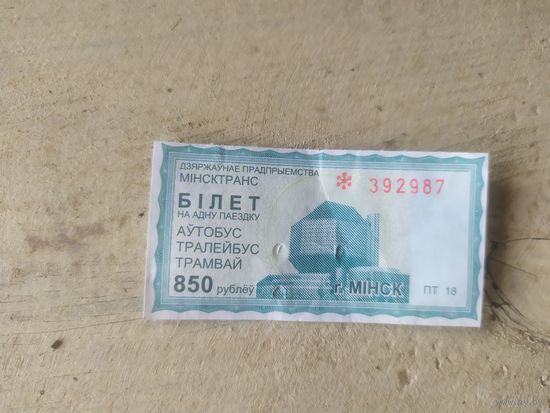 ДЗЯРЖАЎНАЕ ПРАДПРЫЕМСТВА
МІНСКТРАНС
392987
БІЛЕТ
НА АДНУ ПАЕЗДКУ
АЎТОБУС
ТРАЛЕЙБУС
ТРАМВАЙ
850 рублёў
г. МІНСК
ПТ 18